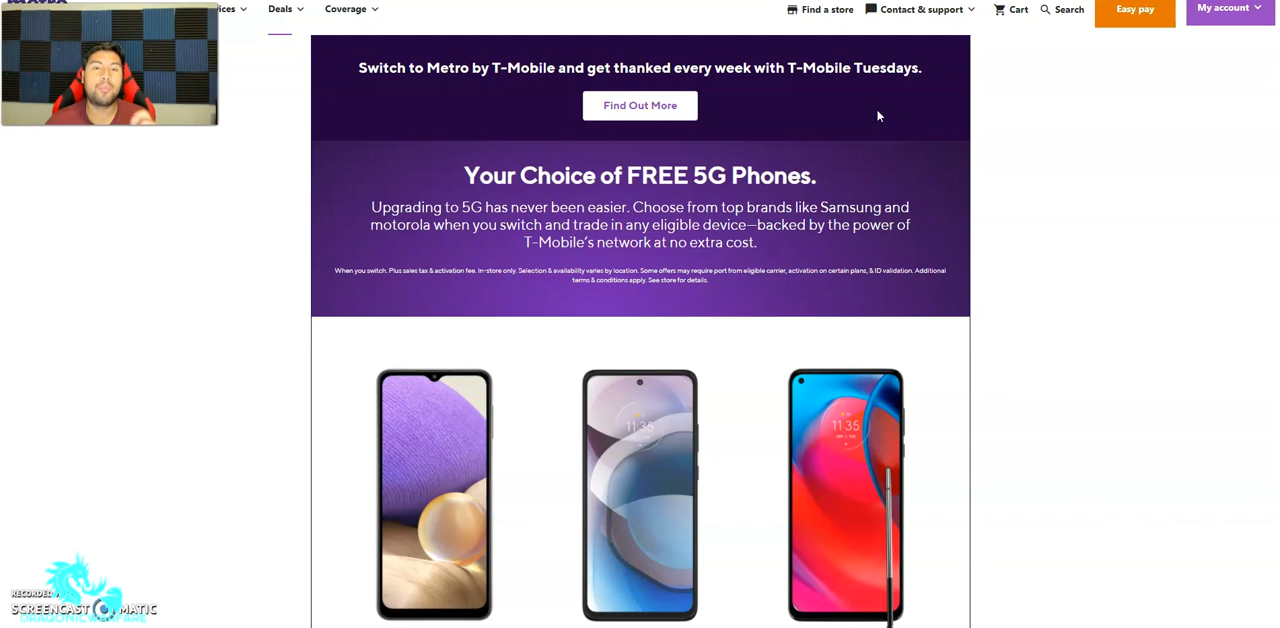 ices
Deals
Coverage
Find a store
Contact & support
Cart
Search
Easy pay
My account
Switch to Metro by T-Mobile and get thanked every week with T-Mobile Tuesdays.
Find Out More
Your Choice of FREE 5G Phones.
Upgrading to 5G has never been easier. Choose from top brands like Samsung and
motorola when you switch and trade in any eligible device—backed by the power of
T-Mobile's network at no extra cost.
When you switch. Plus sales tax & activation fee. In-store only. Selection & availability varies by location. Some offers may require port from eligible carrier, activation on certain plans, & ID validation. Additional
terms & conditions apply. See store for details.
11:35
11:35
RECORDED
SCREENCAST MATIC
DRAGONICWARFARE